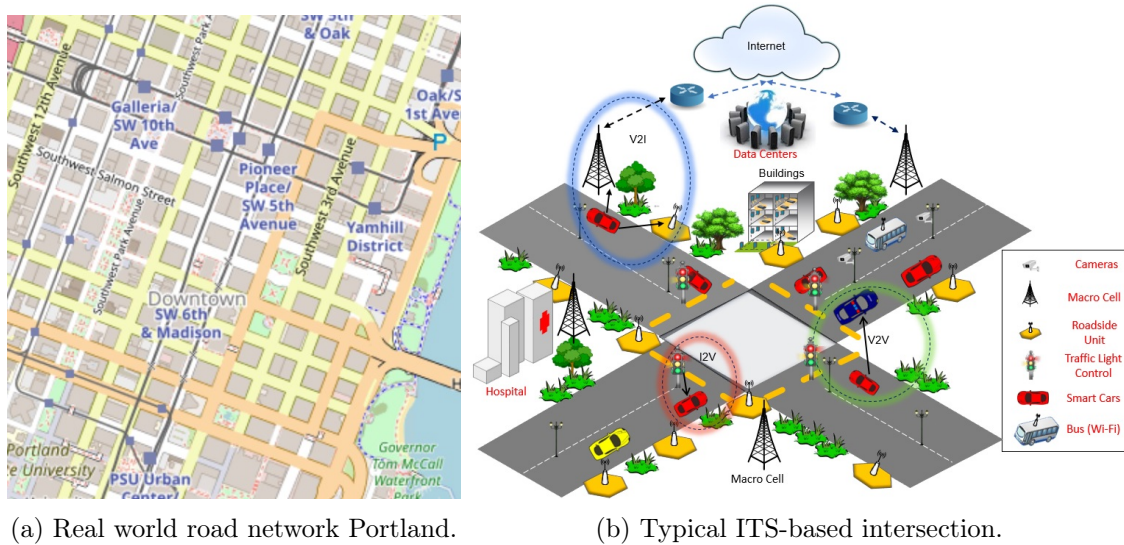 SW 5th
& Oak
Southwest Park Avenue
Southwest 12th Avenue
Galleria/
SW 10th
Ave
Oak/S
1st Aven
P
Southwest Salmon Street
Pioneer
Place/
SW 5th
Avenue
Southwest 3rd Avenue
Yamhill
District
Southwest Park Avenue
Downtown
SW 6th
& Madison
H
Portland
te University
PSU Urban
Center/
Governor
Tom McCall
Waterfront
Park
(a) Real world road network Portland.
Internet
V2I
Data Centers
Buildings
Hospital
I2V
V2V
Macro Cell
Cameras
Macro Cell
Roadside
Unit
Traffic Light
Control
Smart Cars
Bus (Wi-Fi)
(b) Typical ITS-based intersection.